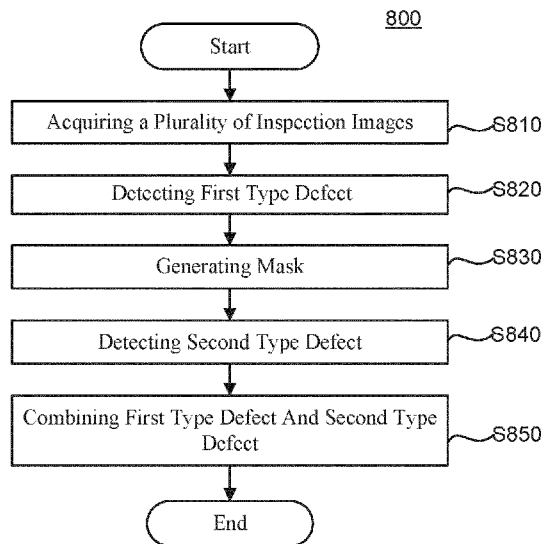 800
Start
Acquiring a Plurality of Inspection Images
S810
Detecting First Type Defect
S820
Generating Mask
S830
Detecting Second Type Defect
S840
Combining First Type Defect And Second Type
Defect
S850
End